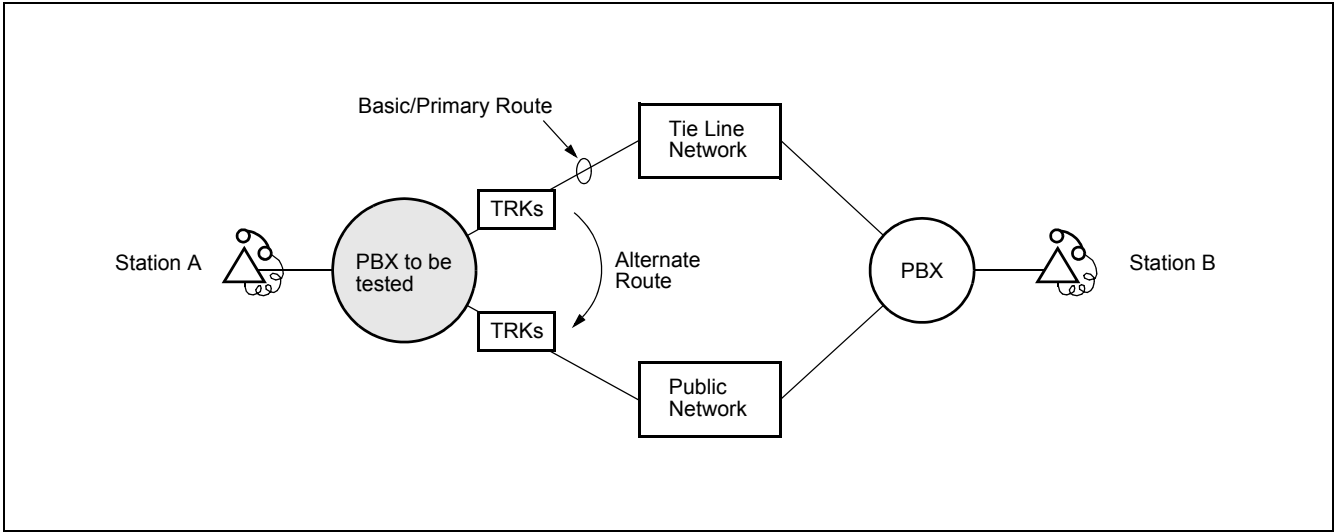 Basic/Primary Route
Tie Line
Network
TRKs
Station A
PBX to be
tested
Alternate
Route
PBX
Station B
TRKs
Public
Network